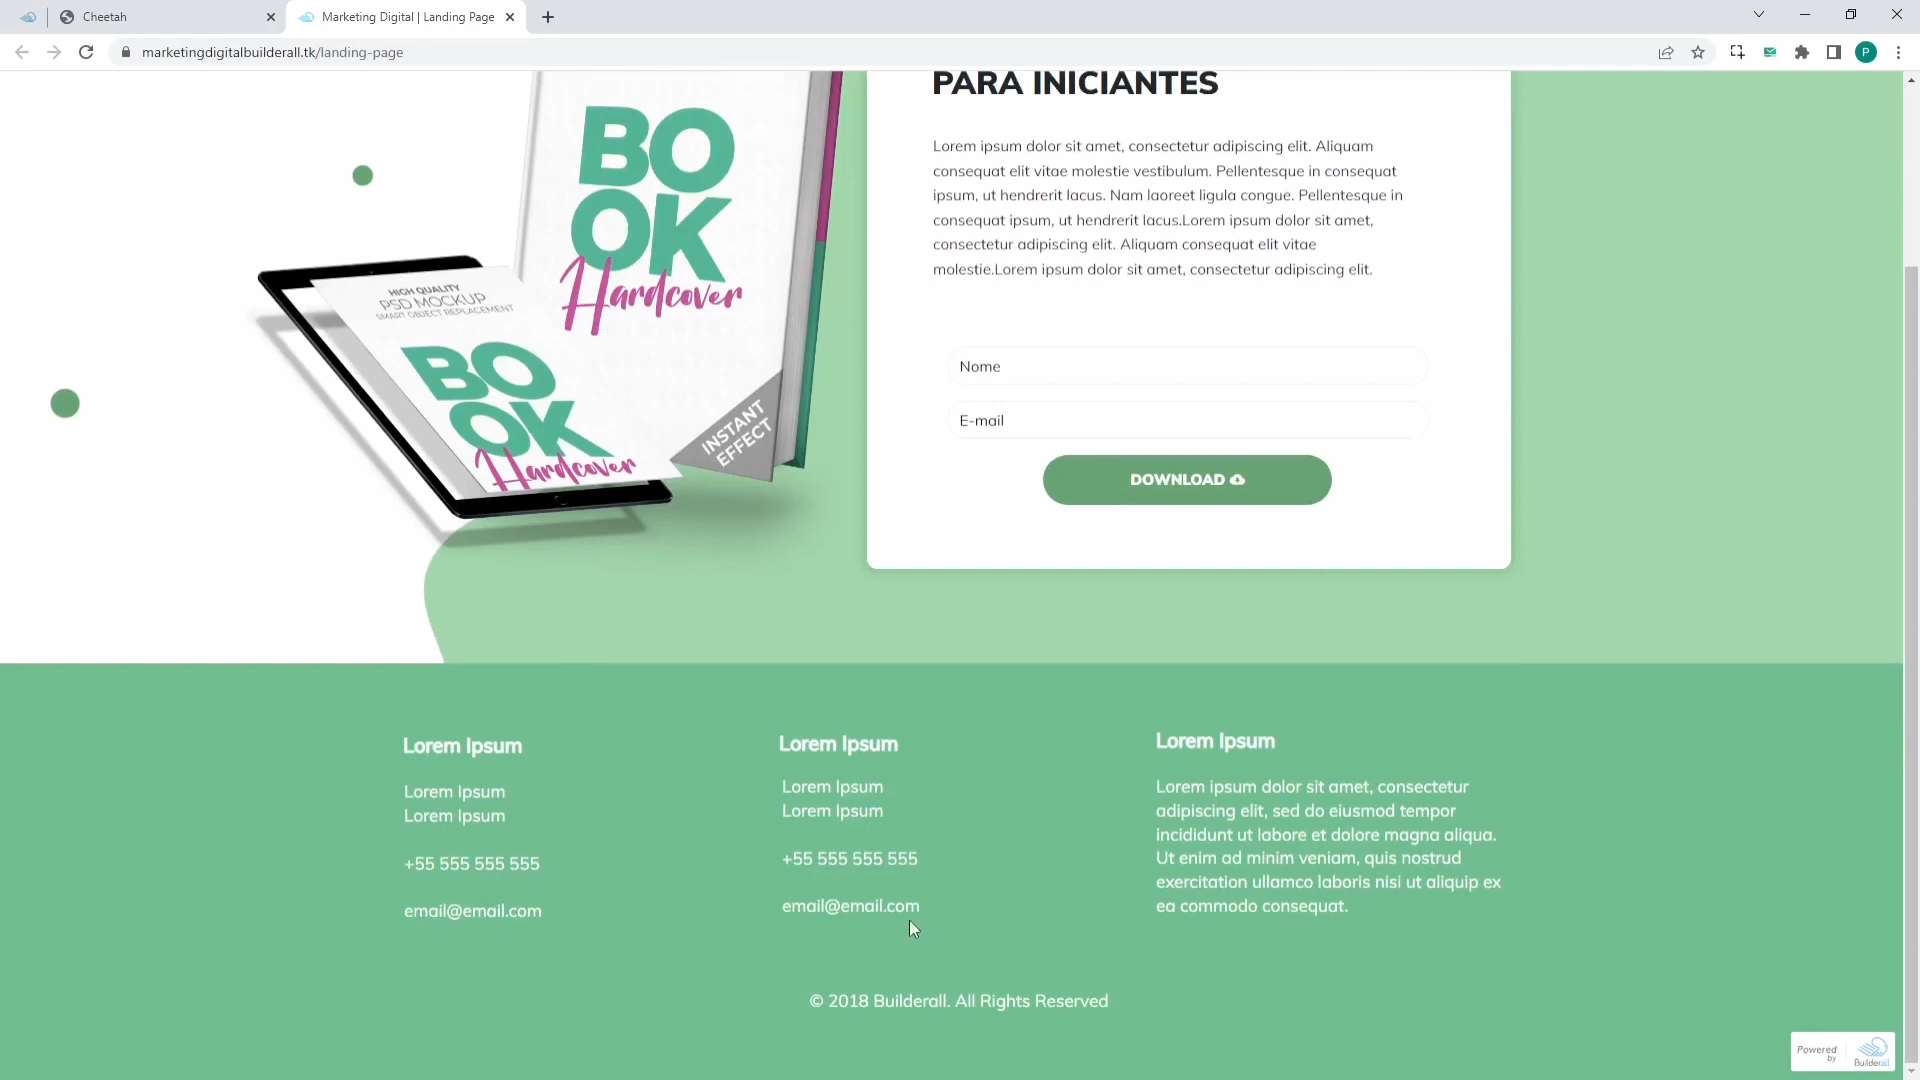 Cheetah
Marketing Digital | Landing Page
marketingdigitalbuilderall.tk/landing-page
P
PARA INICIANTES
Lorem ipsum dolor sit amet, consectetur adipiscing elit. Aliquam
consequat elit vitae molestie vestibulum. Pellentesque in consequat
ipsum, ut hendrerit lacus. Nam laoreet ligula congue. Pellentesque in
consequat ipsum, ut hendrerit lacus.Lorem ipsum dolor sit amet,
consectetur adipiscing elit. Aliquam consequat elit vitae
molestie.Lorem ipsum dolor sit amet, consectetur adipiscing elit.
Nome
E-mail
DOWNLOAD
BO
OK
Hardcover
INSTANT
EFFECT
HIGH QUALITY
PSD MOCKUP
SMART OBJECT REPLACEMENT
BO
OK
Hardcover
Lorem Ipsum
Lorem Ipsum
Lorem Ipsum
+55 555 555 555
email@email.com
Lorem Ipsum
Lorem Ipsum
Lorem Ipsum
+55 555 555 555
email@email.com
Lorem Ipsum
Lorem ipsum dolor sit amet, consectetur
adipiscing elit, sed do eiusmod tempor
incididunt ut labore et dolore magna aliqua.
Ut enim ad minim veniam, quis nostrud
exercitation ullamco laboris nisi ut aliquip ex
ea commodo consequat.
© 2018 Builderall. All Rights Reserved
Powered
by
Builderall